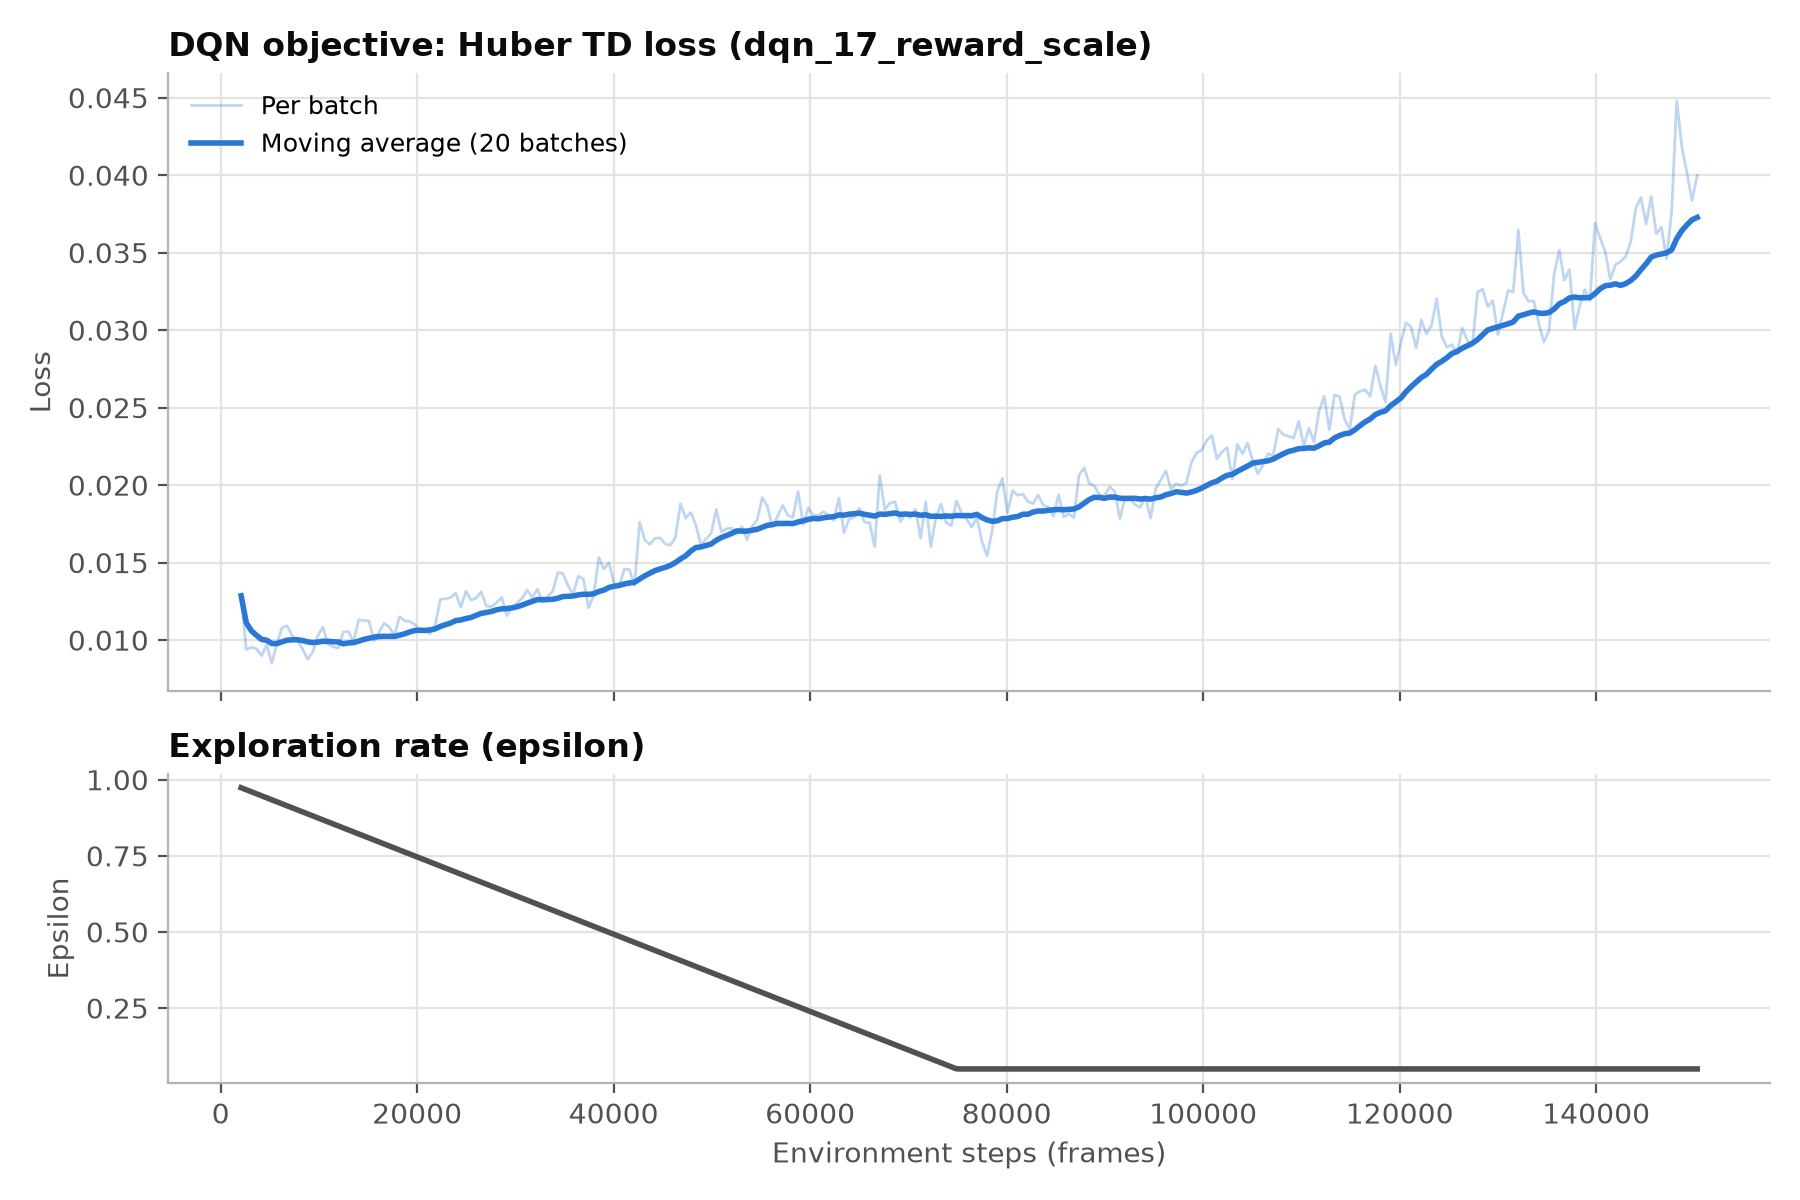 DQN objective: Huber TD loss (dqn_17_reward_scale)
Per batch
Moving average (20 batches)
0.045
0.040
0.035
0.030
0.025
0.020
0.015
0.010
Loss
Exploration rate (epsilon)
1.00
0.75
0.50
0.25
Epsilon
0 20000 40000 60000 80000 100000 120000 140000
Environment steps (frames)